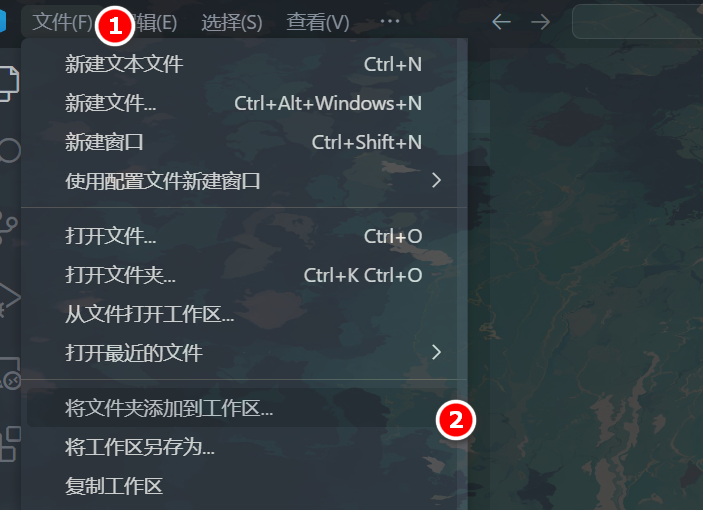 文件(F) 1 辑(E) 选择(S) 查看(V) ···
新建文本文件 Ctrl+N
新建文件... Ctrl+Alt+Windows+N
新建窗口 Ctrl+Shift+N
使用配置文件新建窗口
打开文件... Ctrl+O
打开文件夹... Ctrl+K Ctrl+O
从文件打开工作区...
打开最近的文件
将文件夹添加到工作区... 2
将工作区另存为...
复制工作区